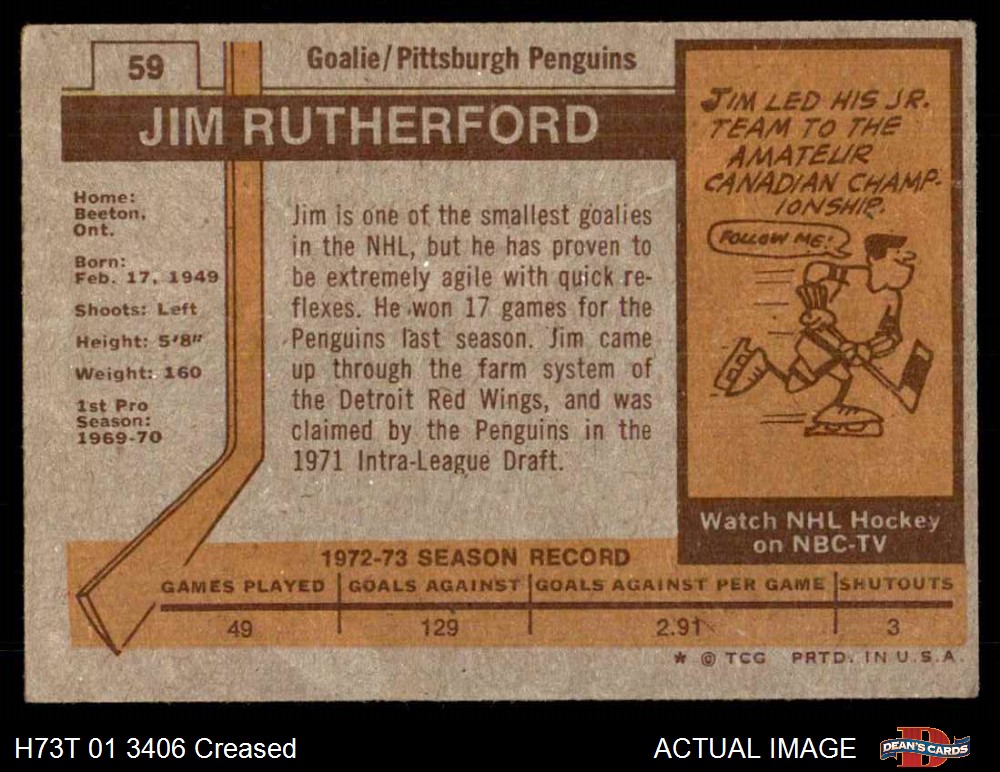 59
Goalie/Pittsburgh Penguins
JIM RUTHERFORD
Home:
Beeton,
Ont.
Born:
Feb. 17, 1949
Shoots: Left
Height: 5'8"
Weight: 160
1st Pro
Season:
1969-70
Jim is one of the smallest goalies
in the NHL, but he has proven to
be extremely agile with quick re-
flexes. He won 17 games for the
Penguins last season. Jim came
up through the farm system of
the Detroit Red Wings, and was
claimed by the Penguins in the
1971 Intra-League Draft.
JIM LED HIS JR.
TEAM TO THE
AMATEUR
CANADIAN CHAMP-
IONSHIP.
FOLLOW ME!
Watch NHL Hockey
on NBC-TV
1972-73 SEASON RECORD
GAMES PLAYED GOALS AGAINST GOALS AGAINST PER GAME SHUTOUTS
49 129 2.91 3
* © TCG PRTD. IN U.S.A.
H73T 01 3406 Creased ACTUAL IMAGE DEAN'S CARDS